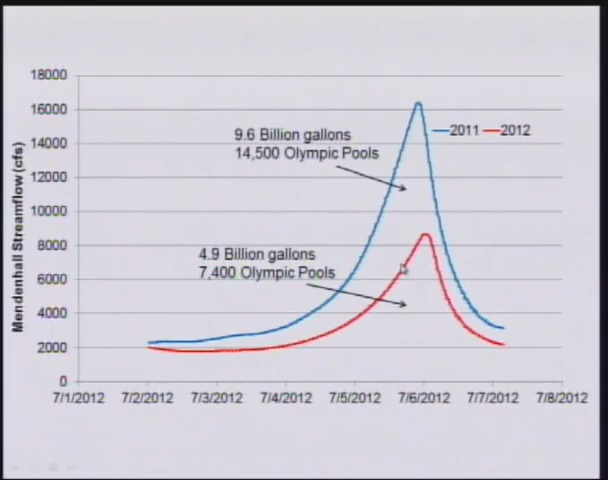 18000
16000
14000
12000
10000
8000
6000
4000
2000
0
Mendenhall Streamflow (cfs)
9.6 Billion gallons
14,500 Olympic Pools
2011
2012
4.9 Billion gallons
7,400 Olympic Pools
7/1/2012 7/2/2012 7/3/2012 7/4/2012 7/5/2012 7/6/2012 7/7/2012 7/8/2012